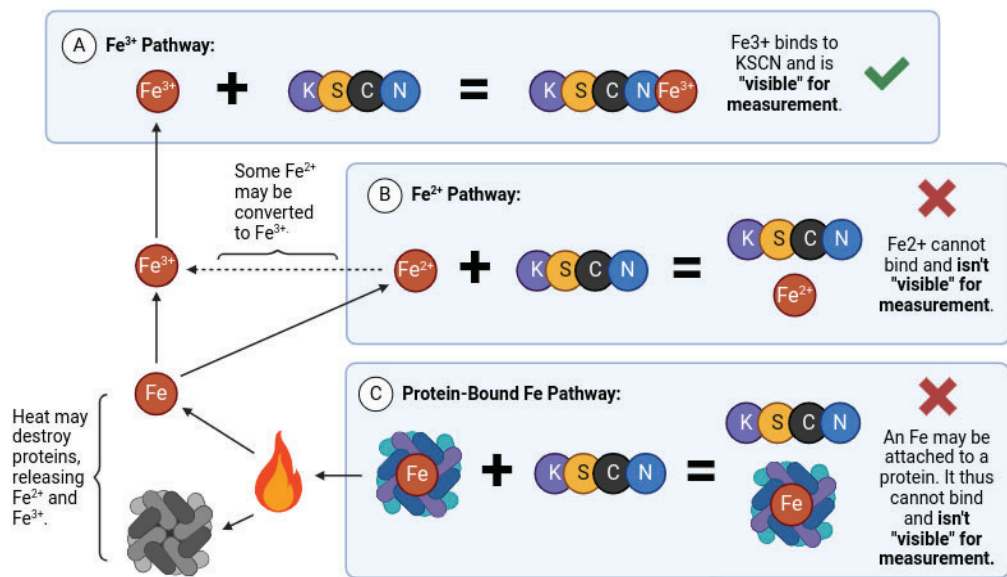 A Fe³⁺ Pathway:
Fe³⁺ + K S C N = K S C N Fe³⁺
Fe3+ binds to
KSCN and is
"visible" for
measurement.
Some Fe²⁺
may be
converted
to Fe³⁺.
B Fe²⁺ Pathway:
Fe³⁺
Fe²⁺ + K S C N = K S C N
Fe²⁺
Fe2+ cannot
bind and isn't
"visible" for
measurement.
Fe
Heat may
destroy
proteins,
releasing
Fe²⁺ and
Fe³⁺.
C Protein-Bound Fe Pathway:
Fe + K S C N = K S C N
Fe
An Fe may be
attached to a
protein. It thus
cannot bind
and isn't
"visible" for
measurement.